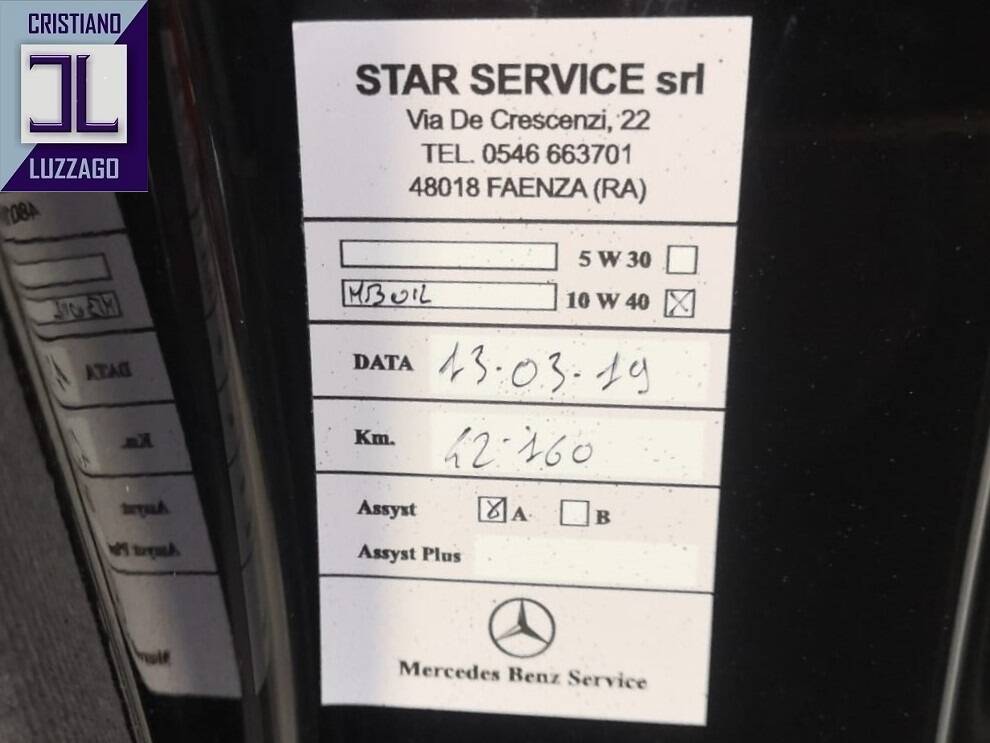 CRISTIANO
LUZZAGO
STAR SERVICE srl
Via De Crescenzi, 22
TEL. 0546 663701
48018 FAENZA (RA)
5 W 30
MB OIL 10 W 40
DATA 13.03.19
Km. 42.160
Assyst A B
Assyst Plus
Mercedes Benz Service